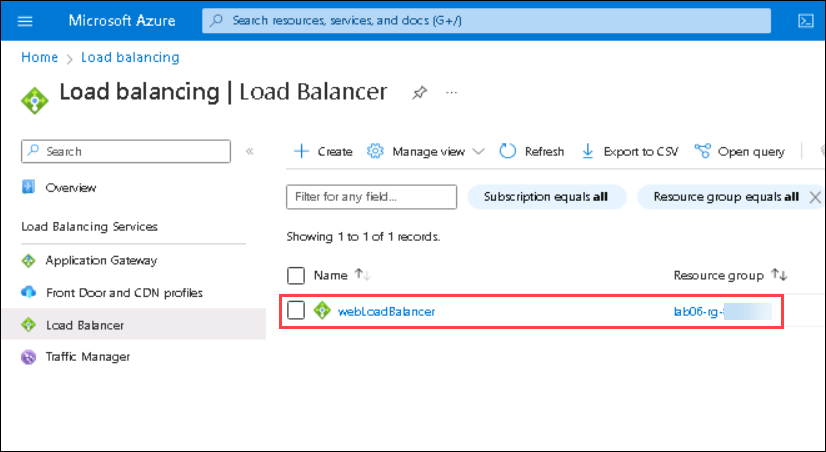 Microsoft Azure
Search resources, services, and docs (G+/)
Home > Load balancing
Load balancing | Load Balancer
Search
Overview
Load Balancing Services
Application Gateway
Front Door and CDN profiles
Load Balancer
Traffic Manager
Create Manage view Refresh Export to CSV Open query
Filter for any field... Subscription equals all Resource group equals all
Showing 1 to 1 of 1 records.
Name Resource group
webLoadBalancer lab06-rg-